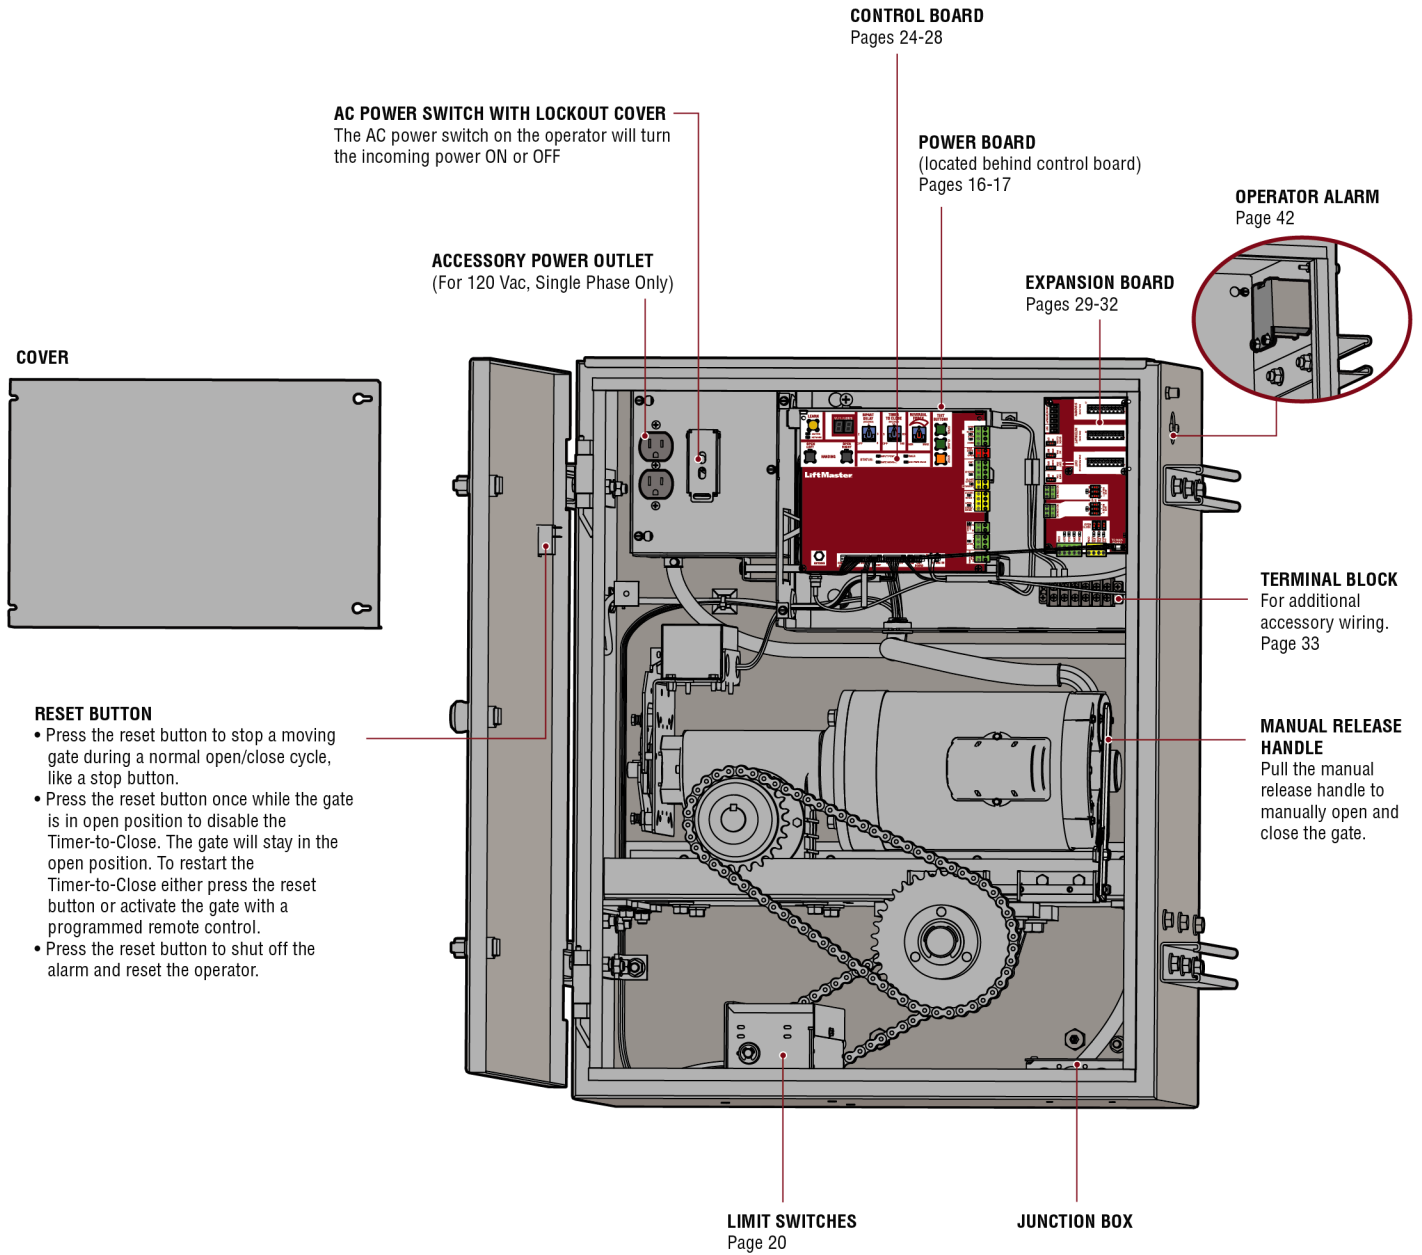 CONTROL BOARD
Pages 24-28
AC POWER SWITCH WITH LOCKOUT COVER
The AC power switch on the operator will turn
the incoming power ON or OFF
POWER BOARD
(located behind control board)
Pages 16-17
OPERATOR ALARM
Page 42
ACCESSORY POWER OUTLET
(For 120 Vac, Single Phase Only)
EXPANSION BOARD
Pages 29-32
COVER
LiftMaster
TERMINAL BLOCK
For additional
accessory wiring.
Page 33
RESET BUTTON
• Press the reset button to stop a moving
gate during a normal open/close cycle,
like a stop button.
• Press the reset button once while the gate
is in open position to disable the
Timer-to-Close. The gate will stay in the
open position. To restart the
Timer-to-Close either press the reset
button or activate the gate with a
programmed remote control.
• Press the reset button to shut off the
alarm and reset the operator.
MANUAL RELEASE
HANDLE
Pull the manual
release handle to
manually open and
close the gate.
LIMIT SWITCHES
Page 20
JUNCTION BOX